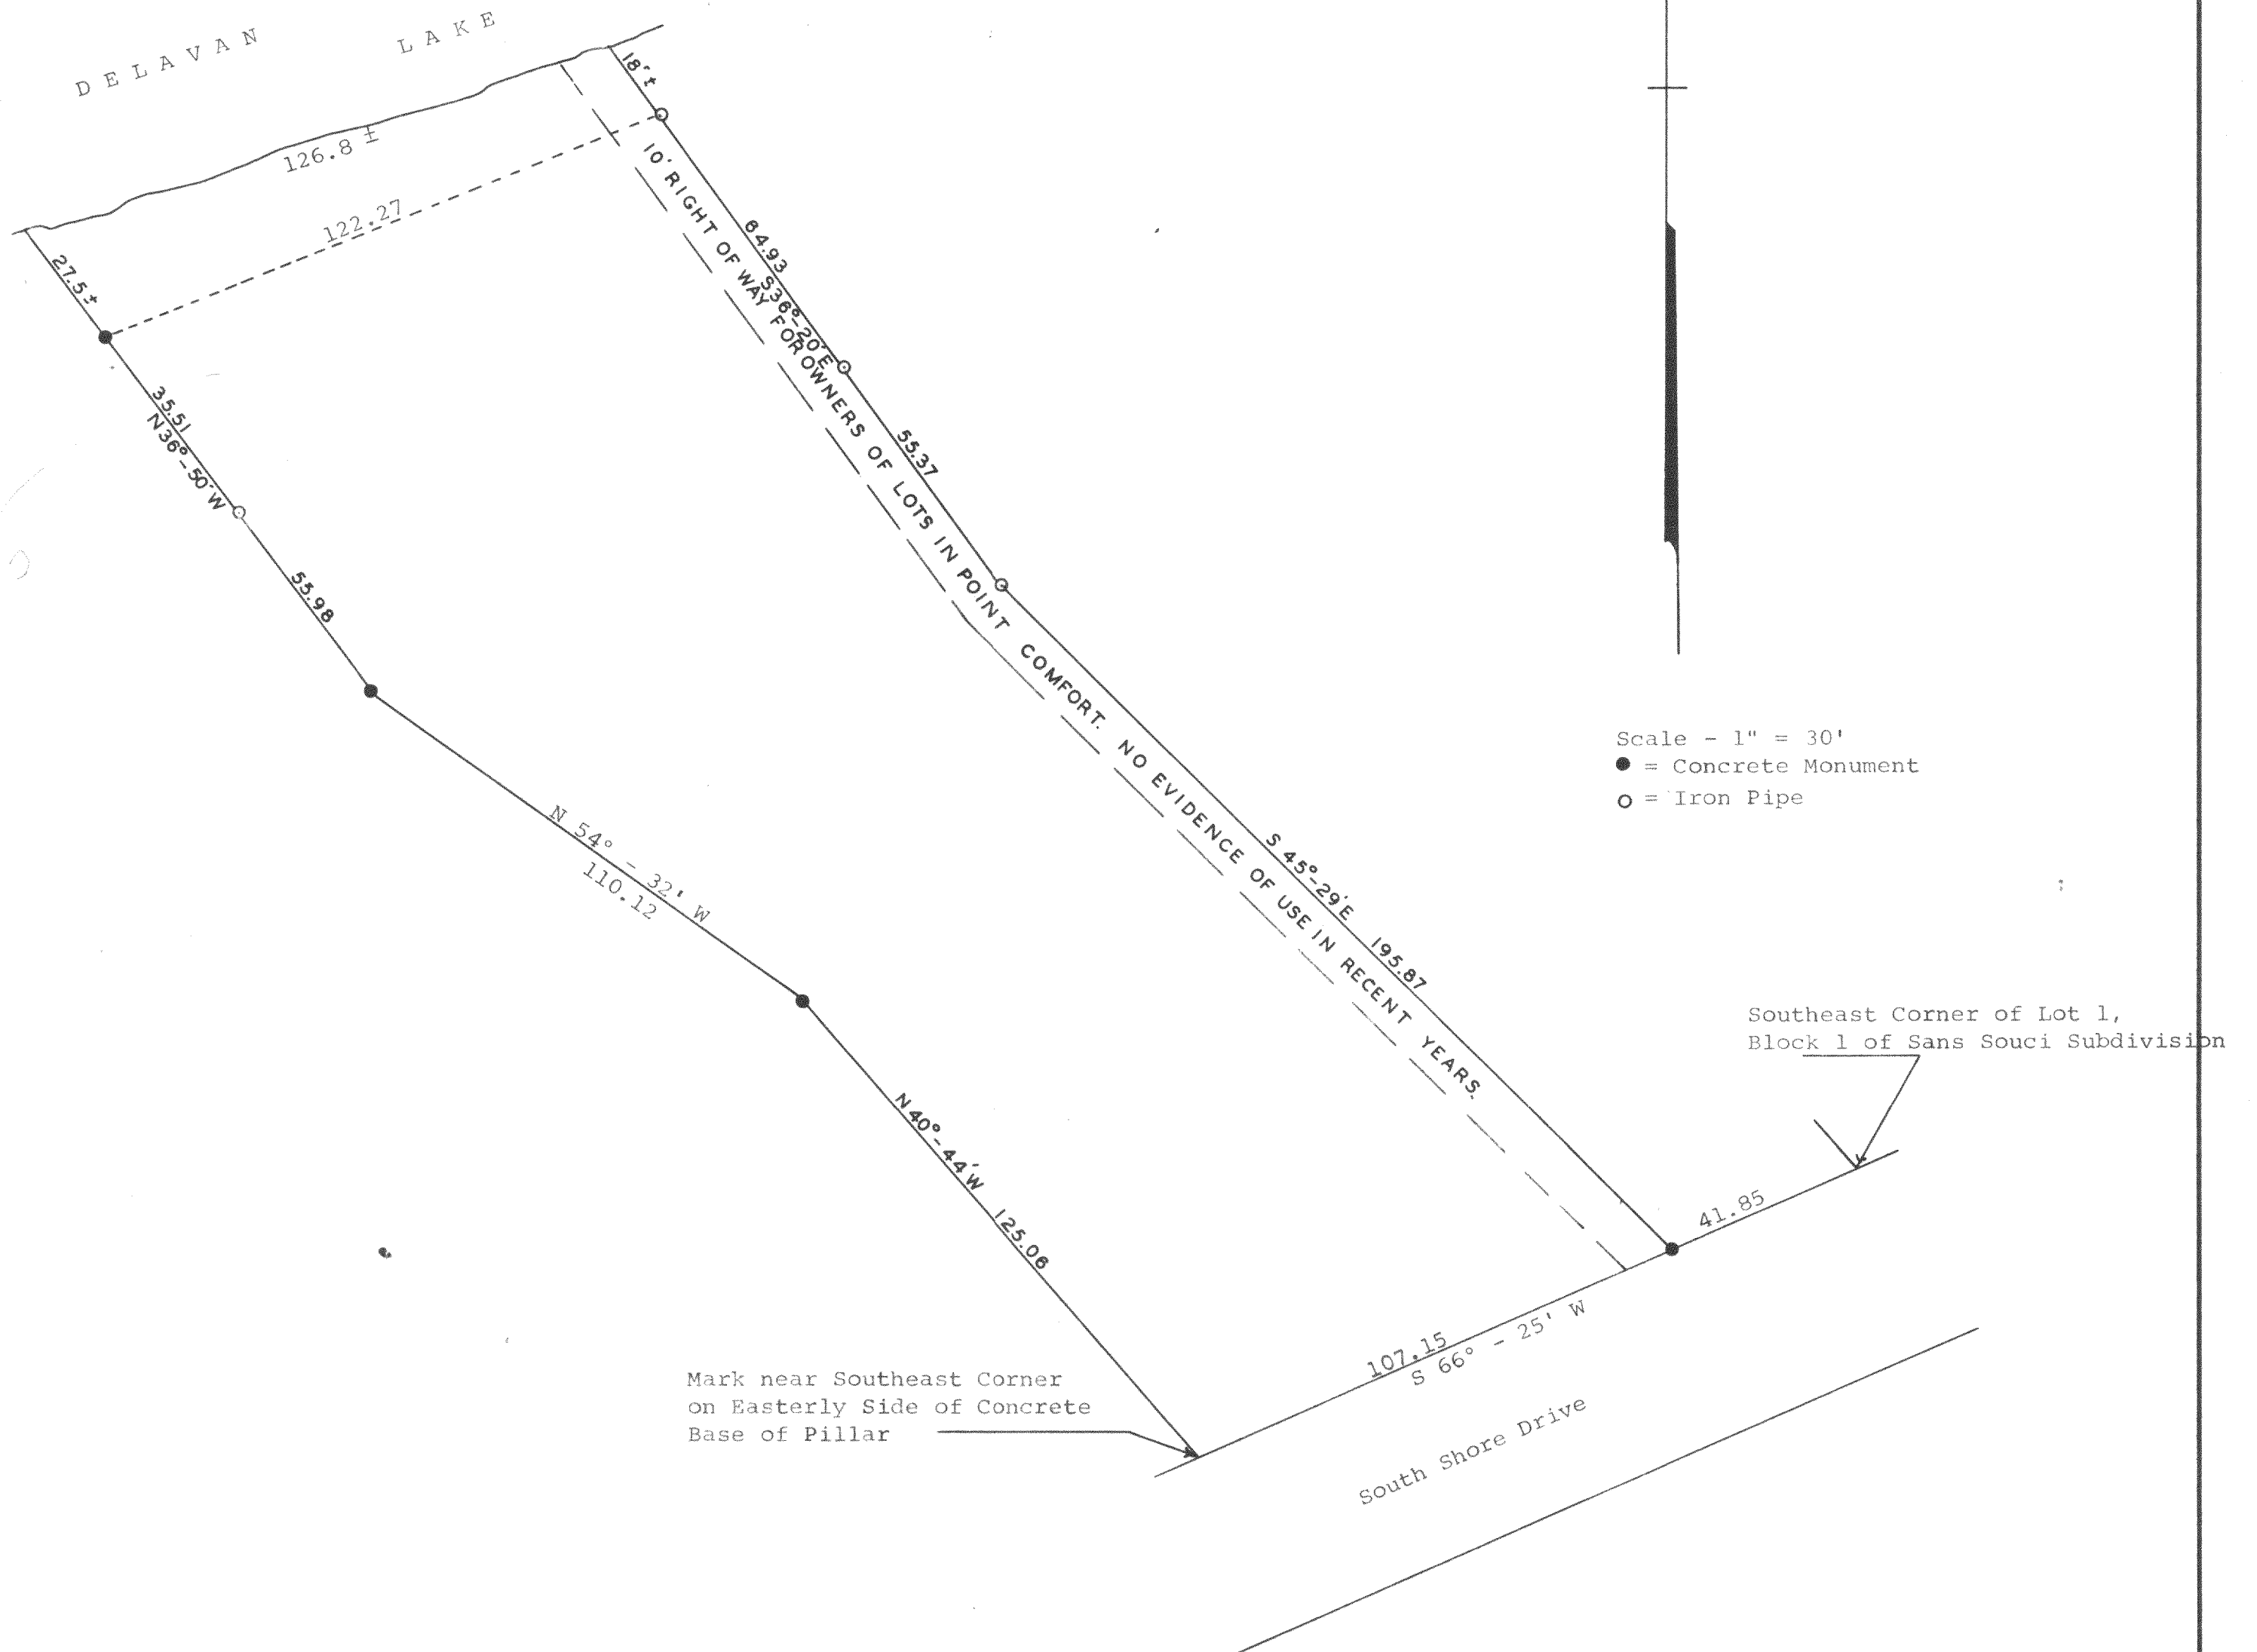 DELAVAN LAKE
18'±
126.8 ±
122.27
27.5±
10' RIGHT OF WAY FOR OWNERS OF LOTS IN POINT COMFORT. NO EVIDENCE OF USE IN RECENT YEARS.
64.93
S36°-20'E
55.37
35.51
N36°-50'W
55.98
N 54° - 32' W
110.12
S 45°-29'E 195.87
N40°-44'W 125.06
Scale - 1" = 30'
= Concrete Monument
= Iron Pipe
Southeast Corner of Lot 1,
Block 1 of Sans Souci Subdivision
41.85
107.15
S 66° - 25' W
Mark near Southeast Corner
on Easterly Side of Concrete
Base of Pillar
South Shore Drive